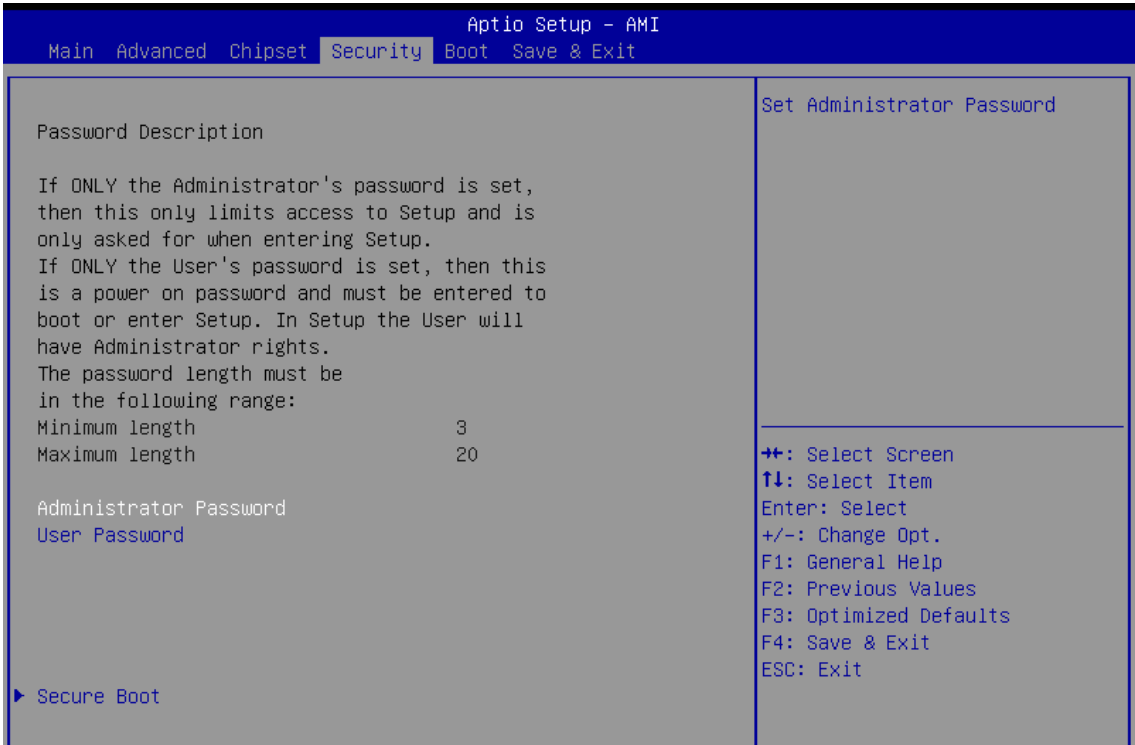 Aptio Setup – AMI
Main Advanced Chipset Security Boot Save & Exit
Password Description
If ONLY the Administrator's password is set,
then this only limits access to Setup and is
only asked for when entering Setup.
If ONLY the User's password is set, then this
is a power on password and must be entered to
boot or enter Setup. In Setup the User will
have Administrator rights.
The password length must be
in the following range:
Minimum length 3
Maximum length 20
Administrator Password
User Password
Secure Boot
Set Administrator Password
→←: Select Screen
↑↓: Select Item
Enter: Select
+/-: Change Opt.
F1: General Help
F2: Previous Values
F3: Optimized Defaults
F4: Save & Exit
ESC: Exit